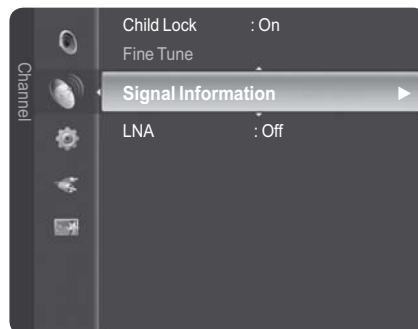 Channel
Child Lock : On
Fine Tune
Signal Information
LNA : Off